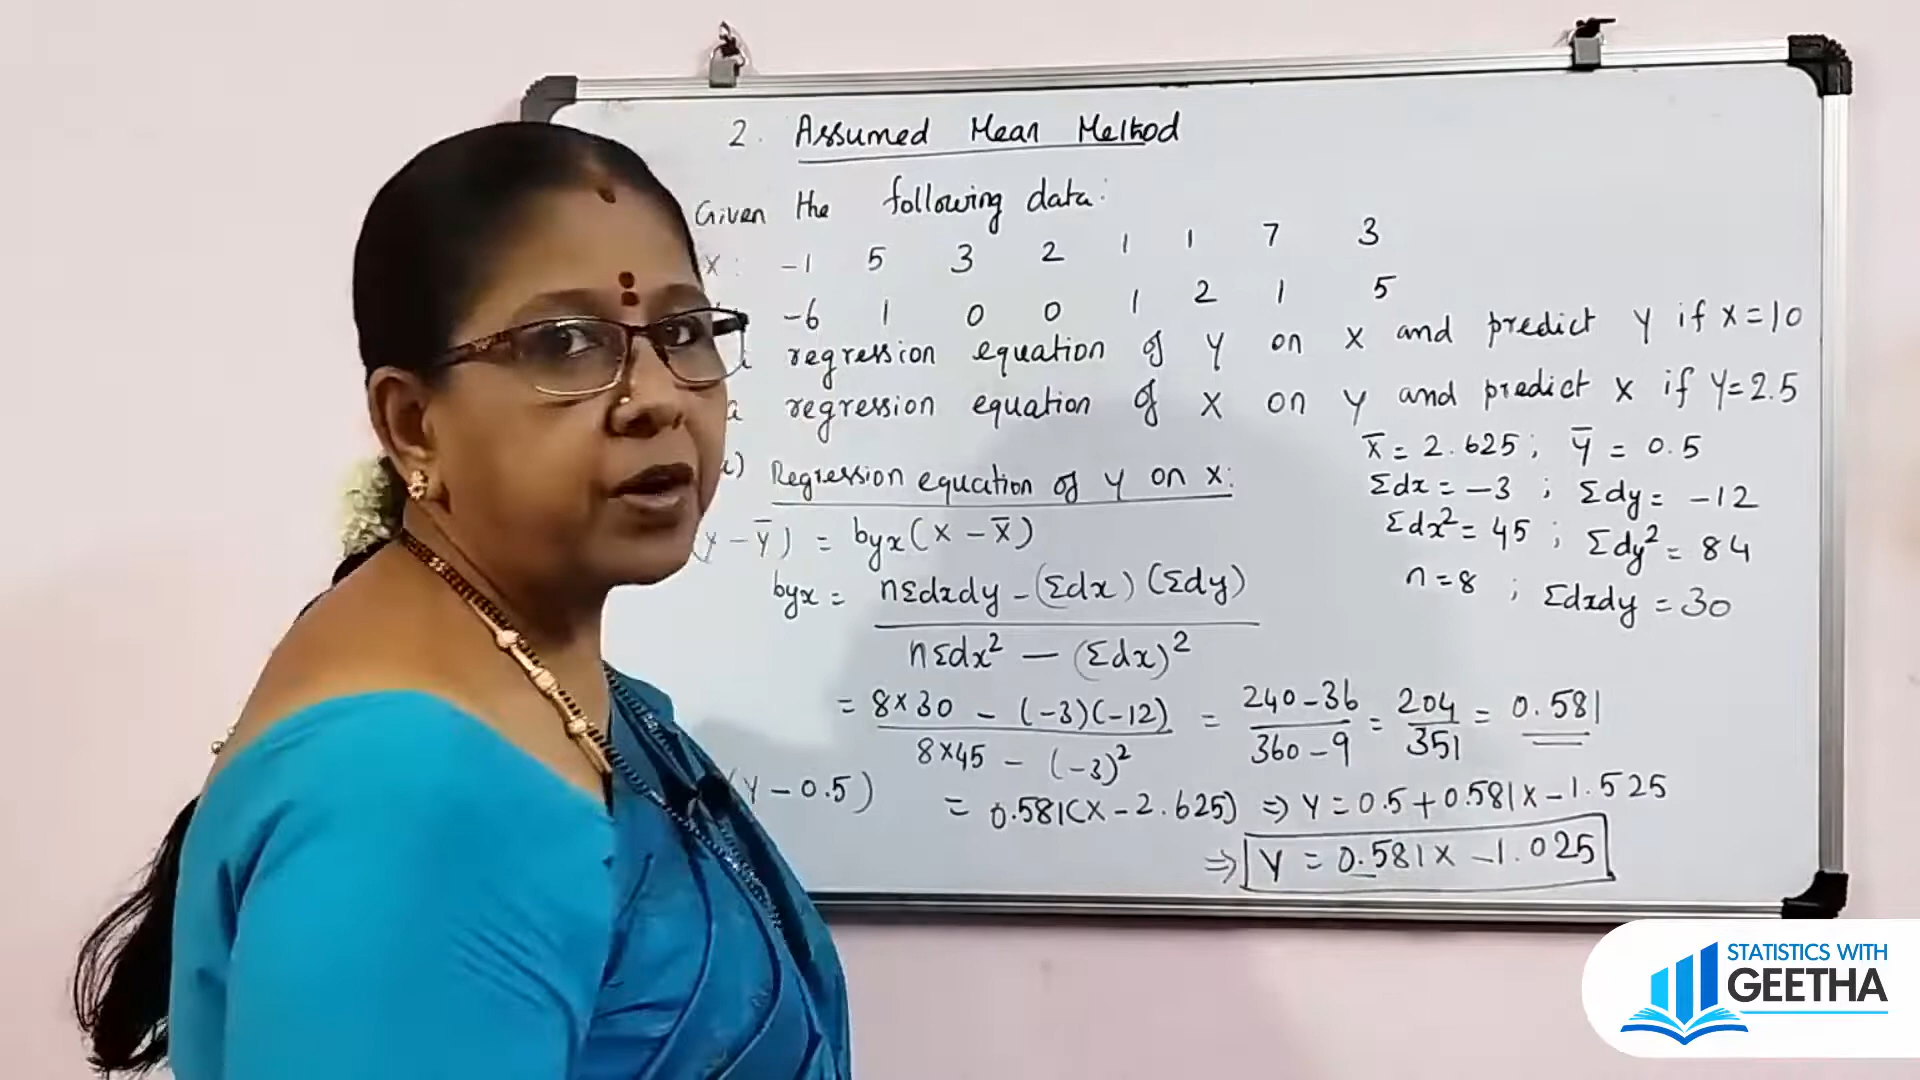 2. Assumed Mean Method
Given the following data:
X: -1 5 3 2 1 1 7 3
-6 1 0 0 1 2 1 5
regression equation of Y on X and predict Y if X=10
a regression equation of X on Y and predict X if Y=2.5
X̄ = 2.625; Ȳ = 0.5
Σdx = -3 ; Σdy = -12
Σdx² = 45 ; Σdy² = 84
n=8 ; Σdxdy = 30
a) Regression equation of Y on X:
(Y-Ȳ) = byx(X-X̄)
byx = nΣdxdy - (Σdx)(Σdy)
nΣdx² - (Σdx)²
= 8×30 - (-3)(-12) = 240-36 = 204 = 0.581
8×45 - (-3)² 360-9 351
(Y-0.5) = 0.581(X-2.625) ⇒ Y=0.5+0.581X-1.525
⇒ Y = 0.581X -1.025
STATISTICS WITH
GEETHA